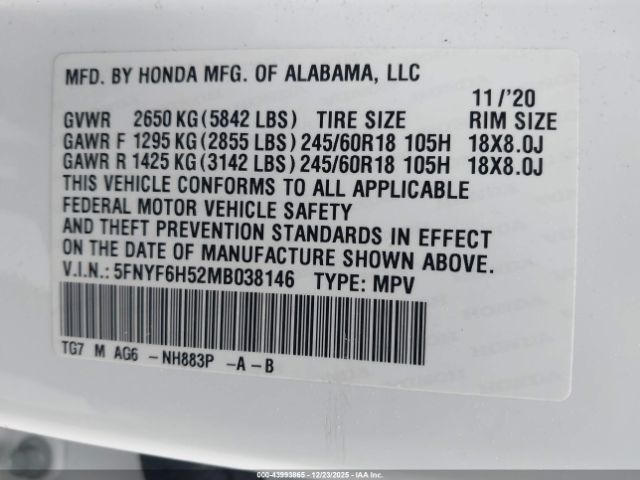 MFD. BY HONDA MFG. OF ALABAMA, LLC
11/'20
GVWR 2650 KG (5842 LBS) TIRE SIZE RIM SIZE
GAWR F 1295 KG (2855 LBS) 245/60R18 105H 18X8.0J
GAWR R 1425 KG (3142 LBS) 245/60R18 105H 18X8.0J
THIS VEHICLE CONFORMS TO ALL APPLICABLE
FEDERAL MOTOR VEHICLE SAFETY
AND THEFT PREVENTION STANDARDS IN EFFECT
ON THE DATE OF MANUFACTURE SHOWN ABOVE.
V.I.N.: 5FNYF6H52MB038146 TYPE: MPV
TG7 M AG6 -NH883P -A-B
000-43993865 - 12/23/2025 - IAAI.COM